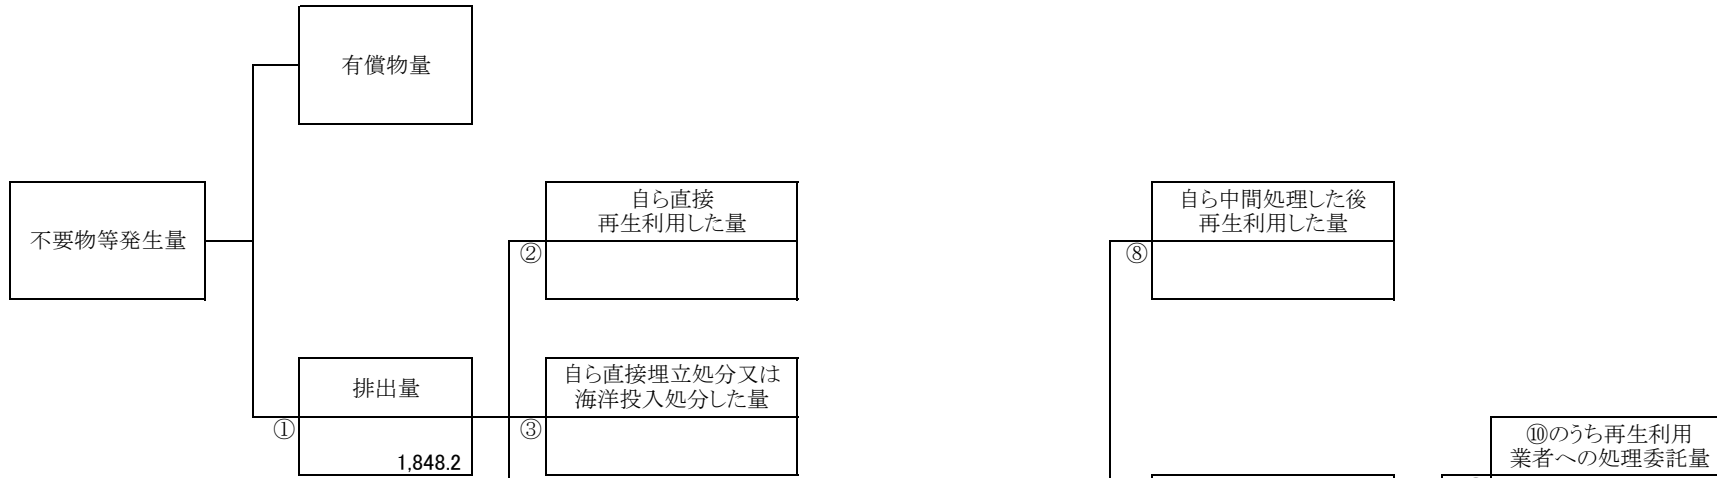 有償物量
不要物等発生量
自ら直接
再生利用した量
②
自ら中間処理した後
再生利用した量
⑧
排出量
①
1,848.2
自ら直接埋立処分又は
海洋投入処分した量
③
⑩のうち再生利用
業者への処理委託量